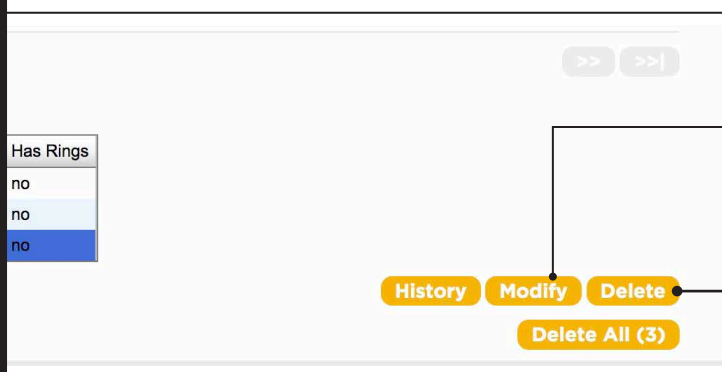 >> >>|
Has Rings
no
no
no
History Modify Delete
Delete All (3)